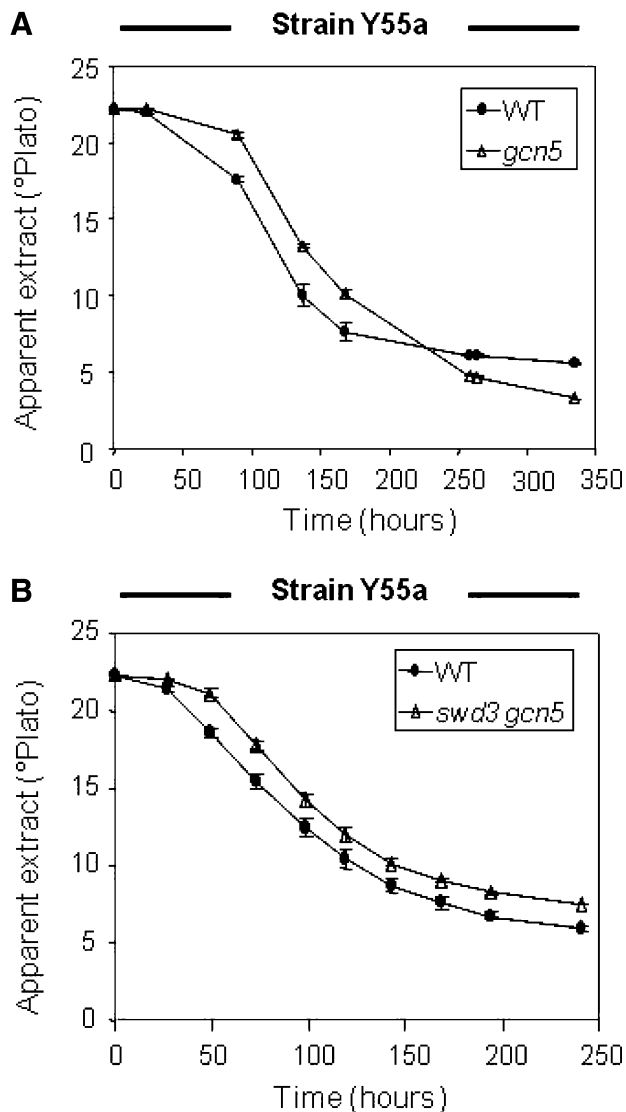 A
Strain Y55a
Apparent extract (°Plato)
25
20
15
10
5
0
WT
gcn5
0 50 100 150 200 250 300 350
Time (hours)
B
Strain Y55a
Apparent extract (°Plato)
25
20
15
10
5
0
WT
swd3 gcn5
0 50 100 150 200 250
Time (hours)